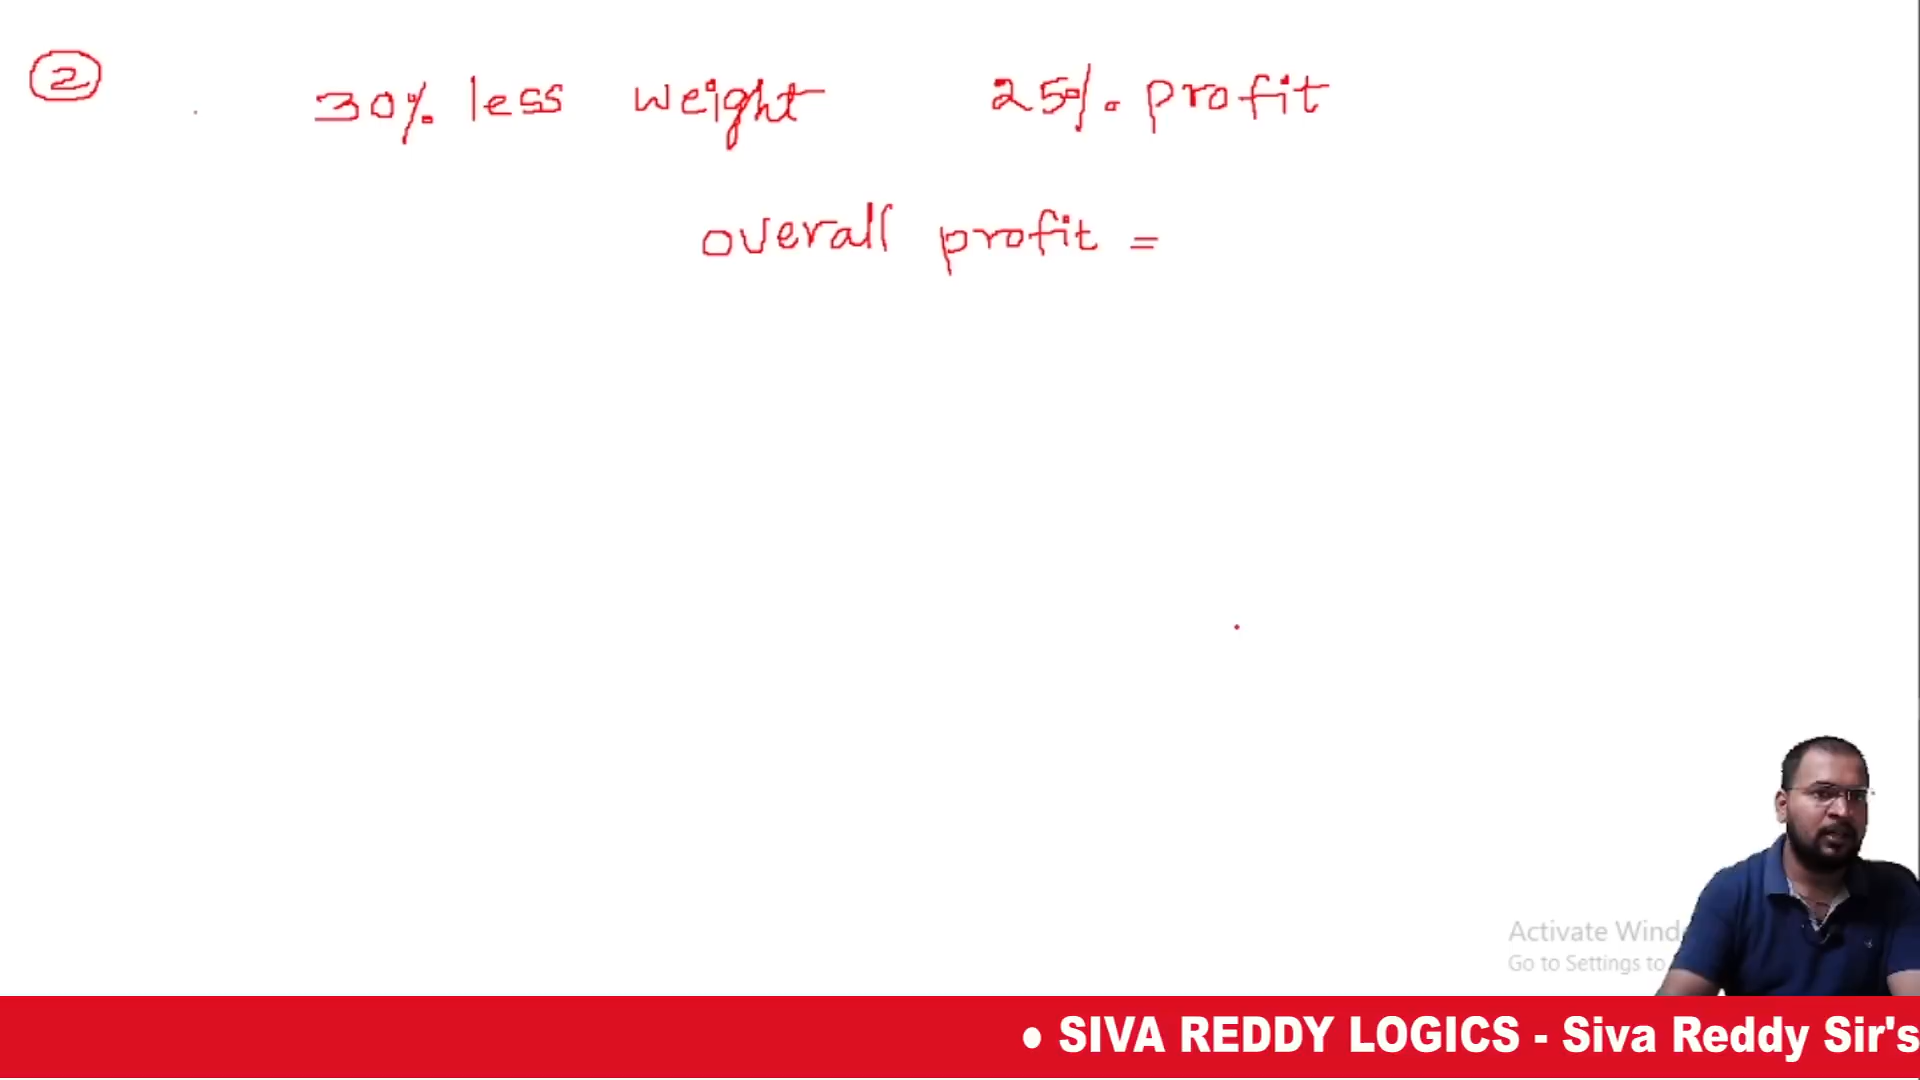 2
30% less weight 25% profit
overall profit =
Activate Wind
Go to Settings to
• SIVA REDDY LOGICS - Siva Reddy Sir's